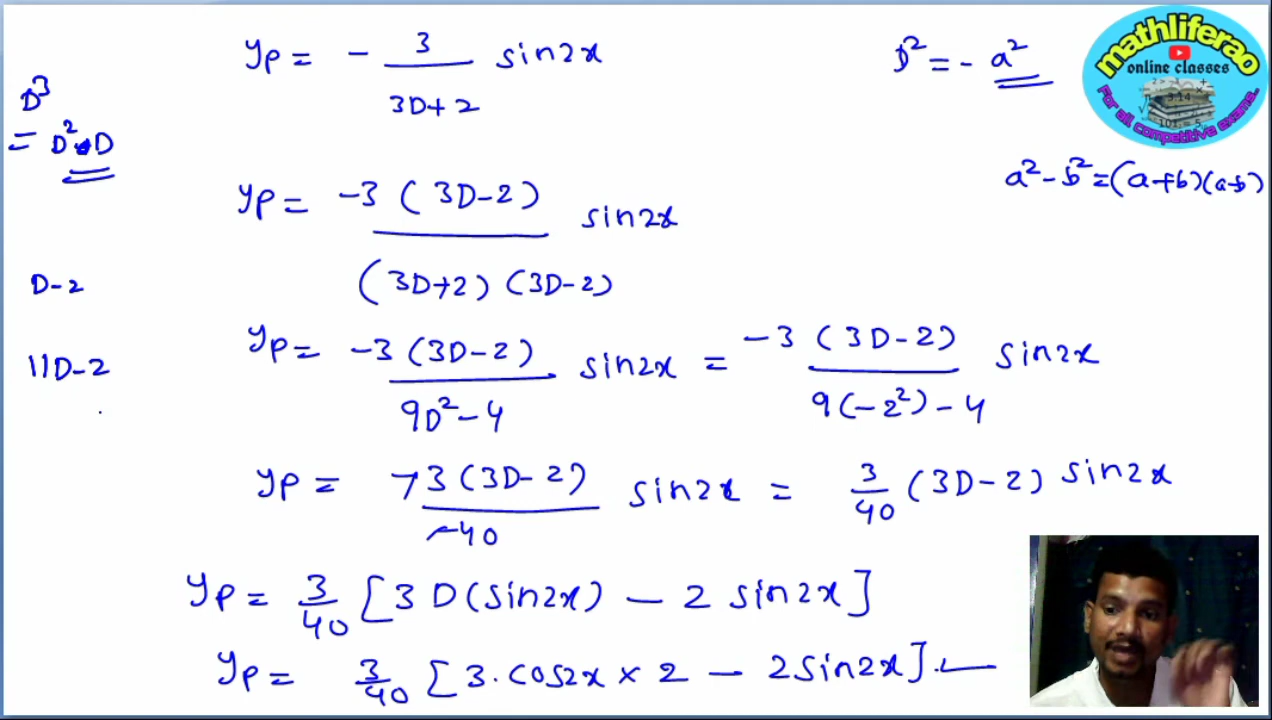 yp = - 3/(3D+2) sin2x
D² = - a²
mathliferao
online classes
For all competitive exams.
D³
= D².D
a²-b²=(a+b)(a-b)
yp = -3(3D-2)/((3D+2)(3D-2)) sin2x
D-2
yp = -3(3D-2)/(9D²-4) sin2x = -3(3D-2)/(9(-2²)-4) sin2x
11D-2
yp = -3(3D-2)/(-40) sin2x = 3/40 (3D-2) sin2x
yp = 3/40 [3D(sin2x) - 2 sin2x]
yp = 3/40 [3.cos2x × 2 - 2sin2x].